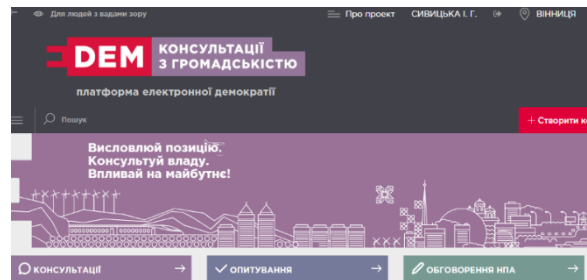 Для людей з вадами зору
Про проект
СИВИЦЬКА І. Г.
ВІННИЦЯ
DEM
КОНСУЛЬТАЦІЇ
З ГРОМАДСЬКІСТЮ
платформа електронної демократії
Пошук
+ Створити к
Висловлюй позицію.
Консультуй владу.
Впливай на майбутнє!
КОНСУЛЬТАЦІЇ →
ОПИТУВАННЯ →
ОБГОВОРЕННЯ НПА →